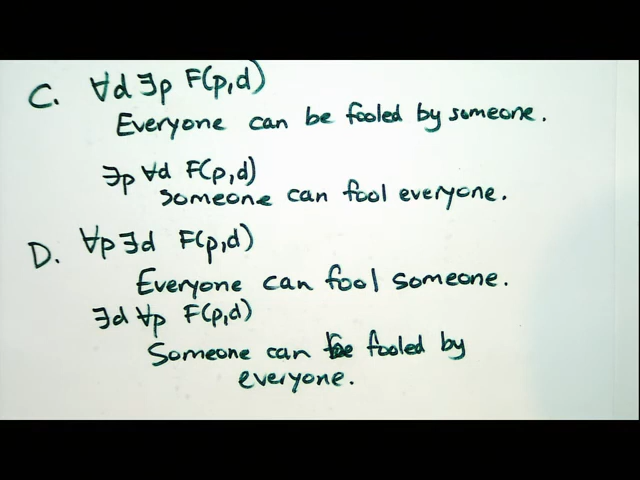 C. ∀d ∃p F(p,d)
Everyone can be fooled by someone.
∃p ∀d F(p,d)
Someone can fool everyone.
D. ∀p ∃d F(p,d)
Everyone can fool someone.
∃d ∀p F(p,d)
Someone can be fooled by
everyone.